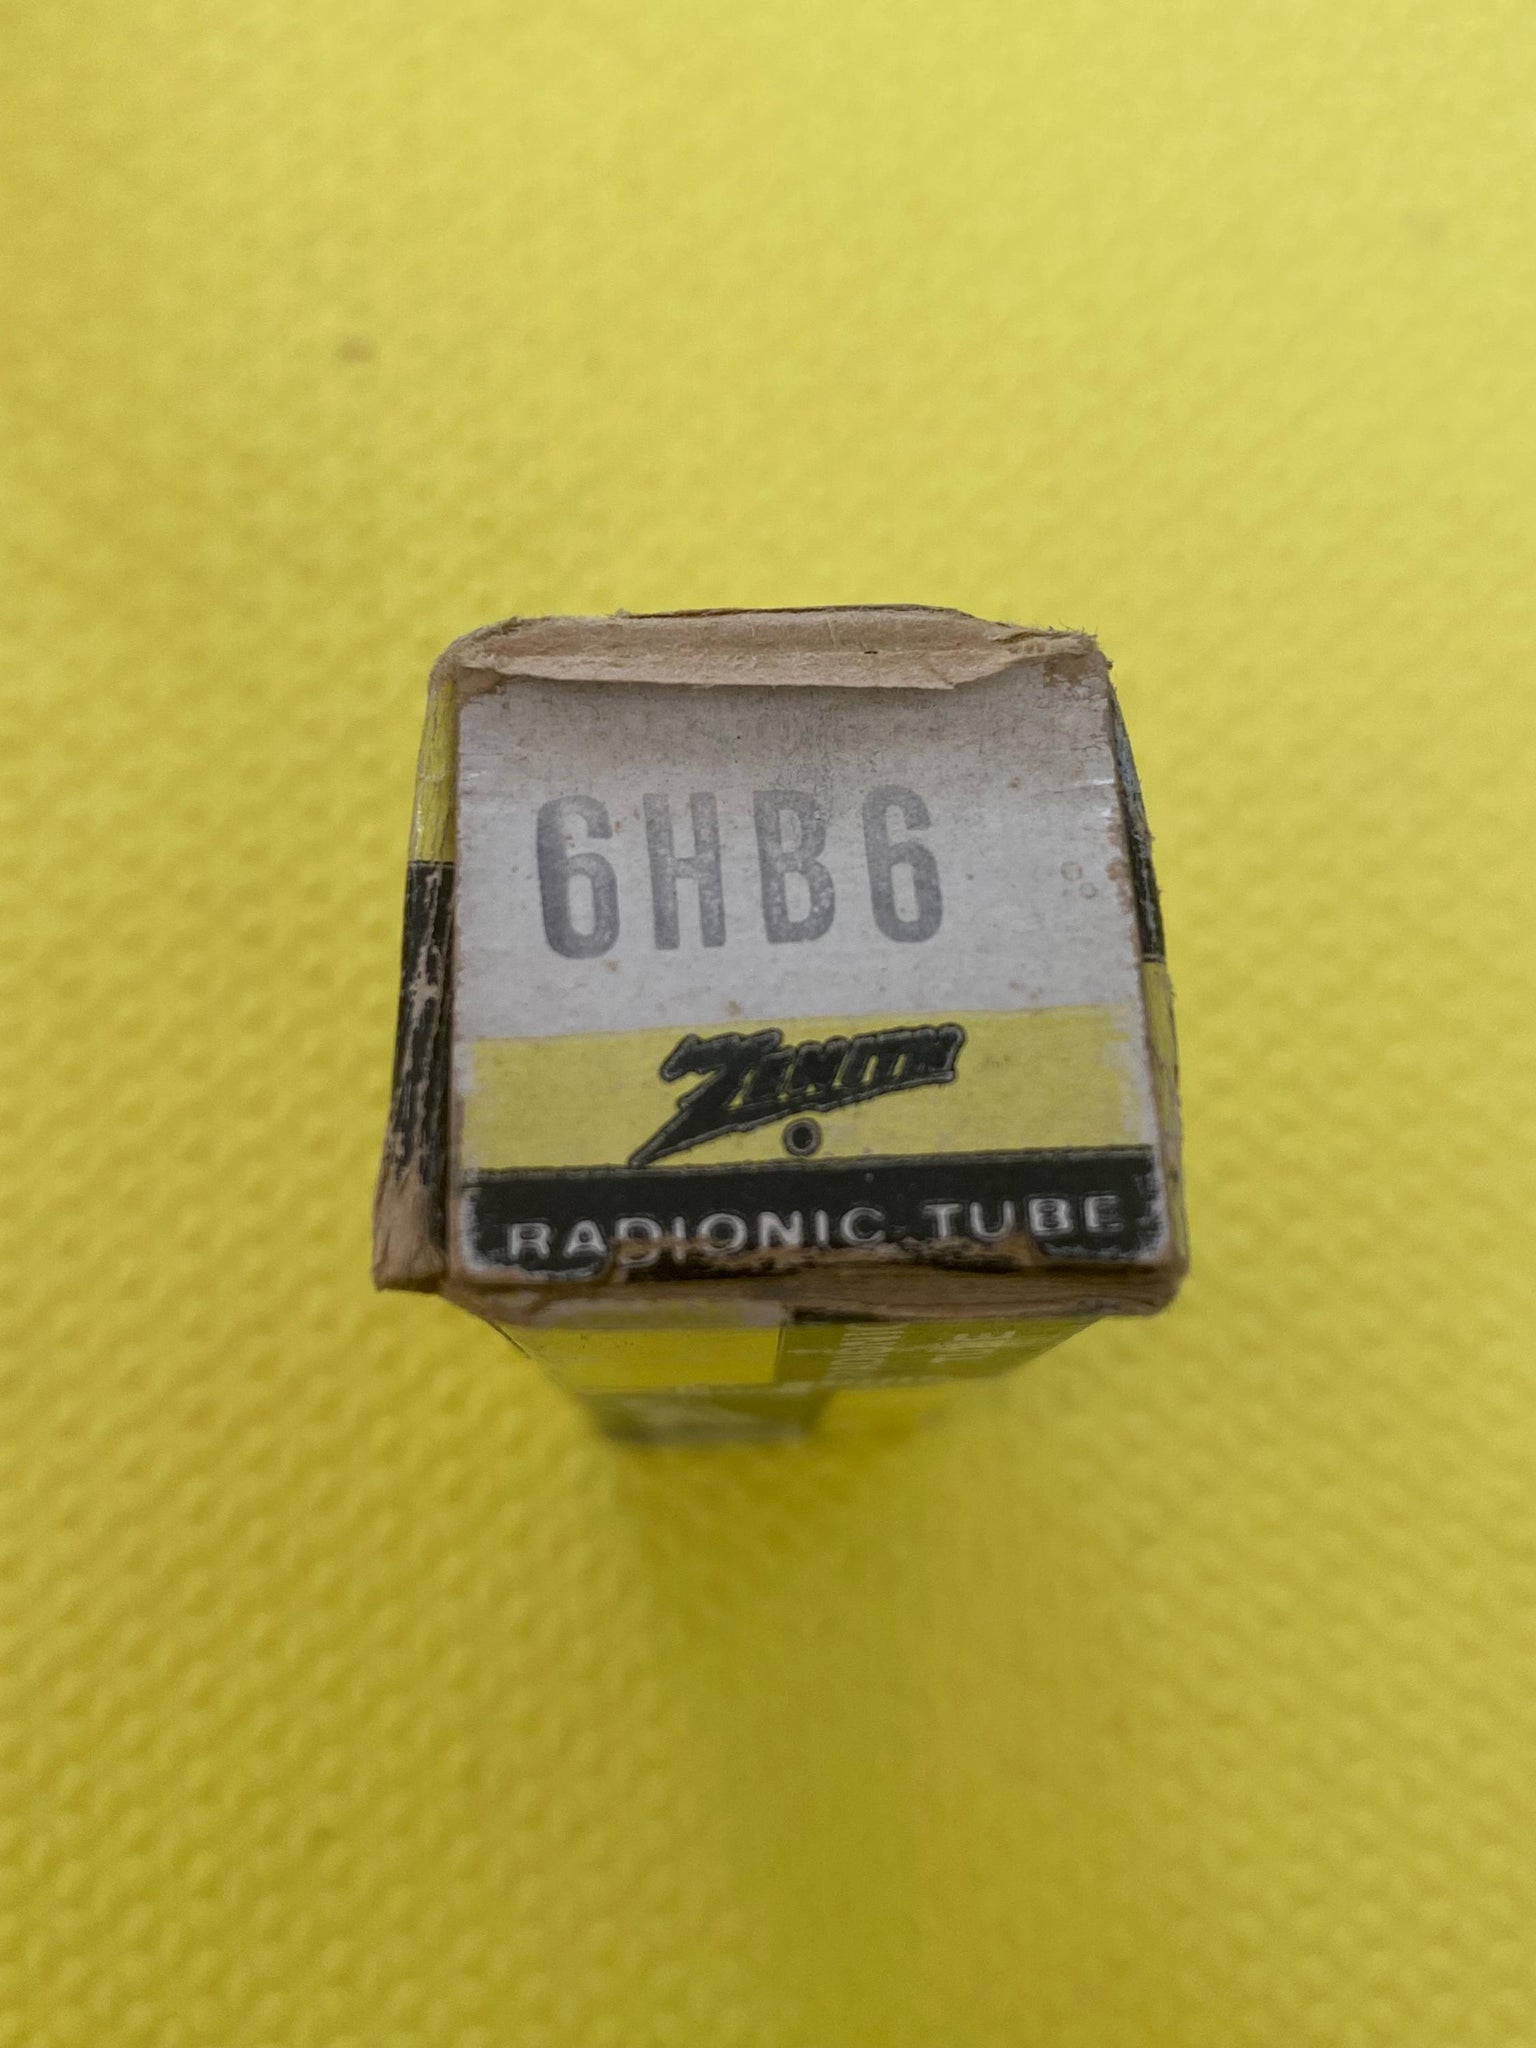 6HB6
ZENITH
RADIONIC TUBE